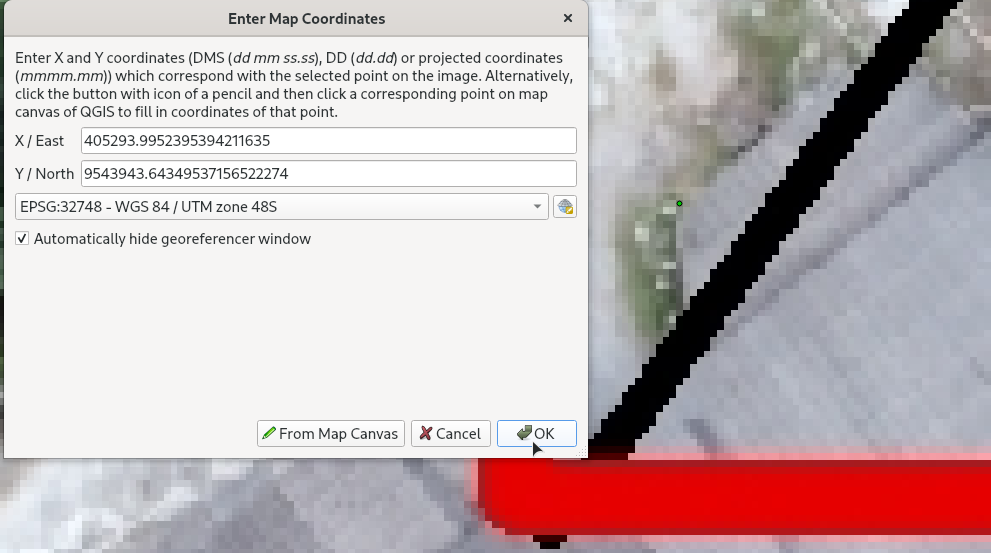 Enter Map Coordinates
×
Enter X and Y coordinates (DMS (dd mm ss.ss), DD (dd.dd) or projected coordinates
(mmmm.mm)) which correspond with the selected point on the image. Alternatively,
click the button with icon of a pencil and then click a corresponding point on map
canvas of QGIS to fill in coordinates of that point.
X / East 405293.9952395394211635
Y / North 9543943.64349537156522274
EPSG:32748 - WGS 84 / UTM zone 48S
Automatically hide georeferencer window
From Map Canvas Cancel OK